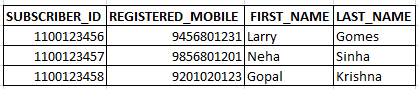 SUBSCRIBER_ID REGISTERED_MOBILE FIRST_NAME LAST_NAME
1100123456 9456801231 Larry Gomes
1100123457 9856801201 Neha Sinha
1100123458 9201020123 Gopal Krishna